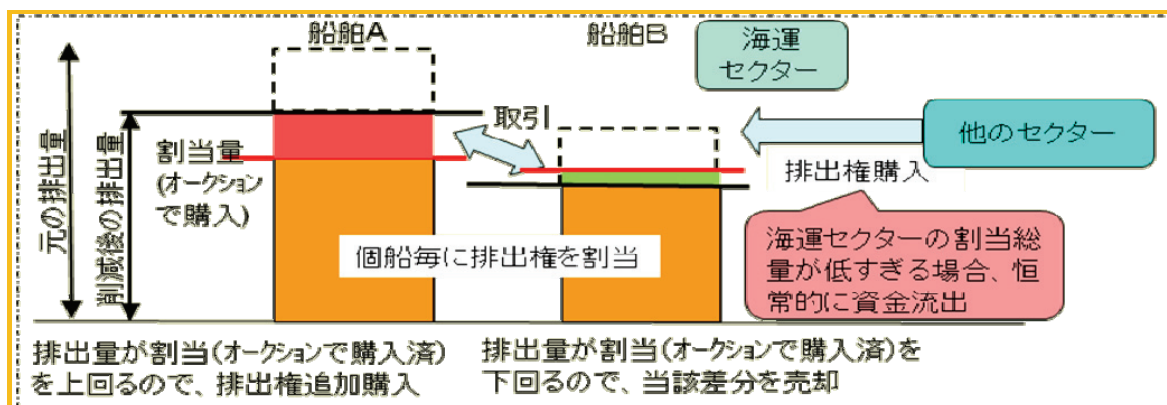 船舶A
船舶B
海運
セクター
元の排出量
削減後の排出量
割当量
(オークション
で購入)
取引
他のセクター
排出権購入
個船毎に排出権を割当
海運セクターの割当総
量が低すぎる場合、恒
常的に資金流出
排出量が割当(オークションで購入済)
を上回るので、排出権追加購入
排出量が割当(オークションで購入済)を
下回るので、当該差分を売却